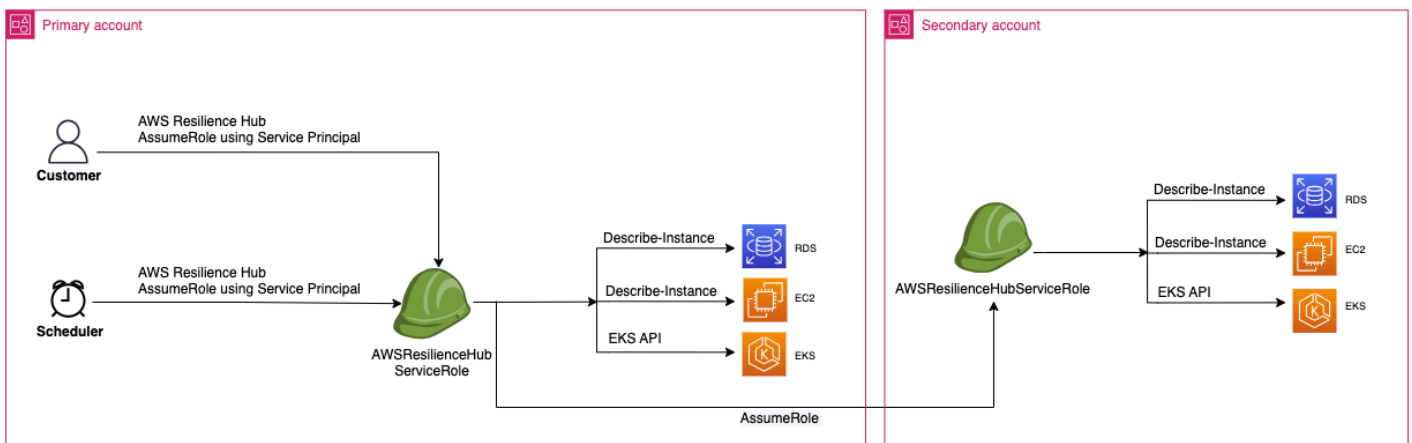 Primary account
AWS Resilience Hub
AssumeRole using Service Principal
Customer
AWS Resilience Hub
AssumeRole using Service Principal
Scheduler
AWSResilienceHub
ServiceRole
Describe-Instance
RDS
Describe-Instance
EC2
EKS API
EKS
AssumeRole
Secondary account
AWSResilienceHubServiceRole
Describe-Instance
RDS
Describe-Instance
EC2
EKS API
EKS